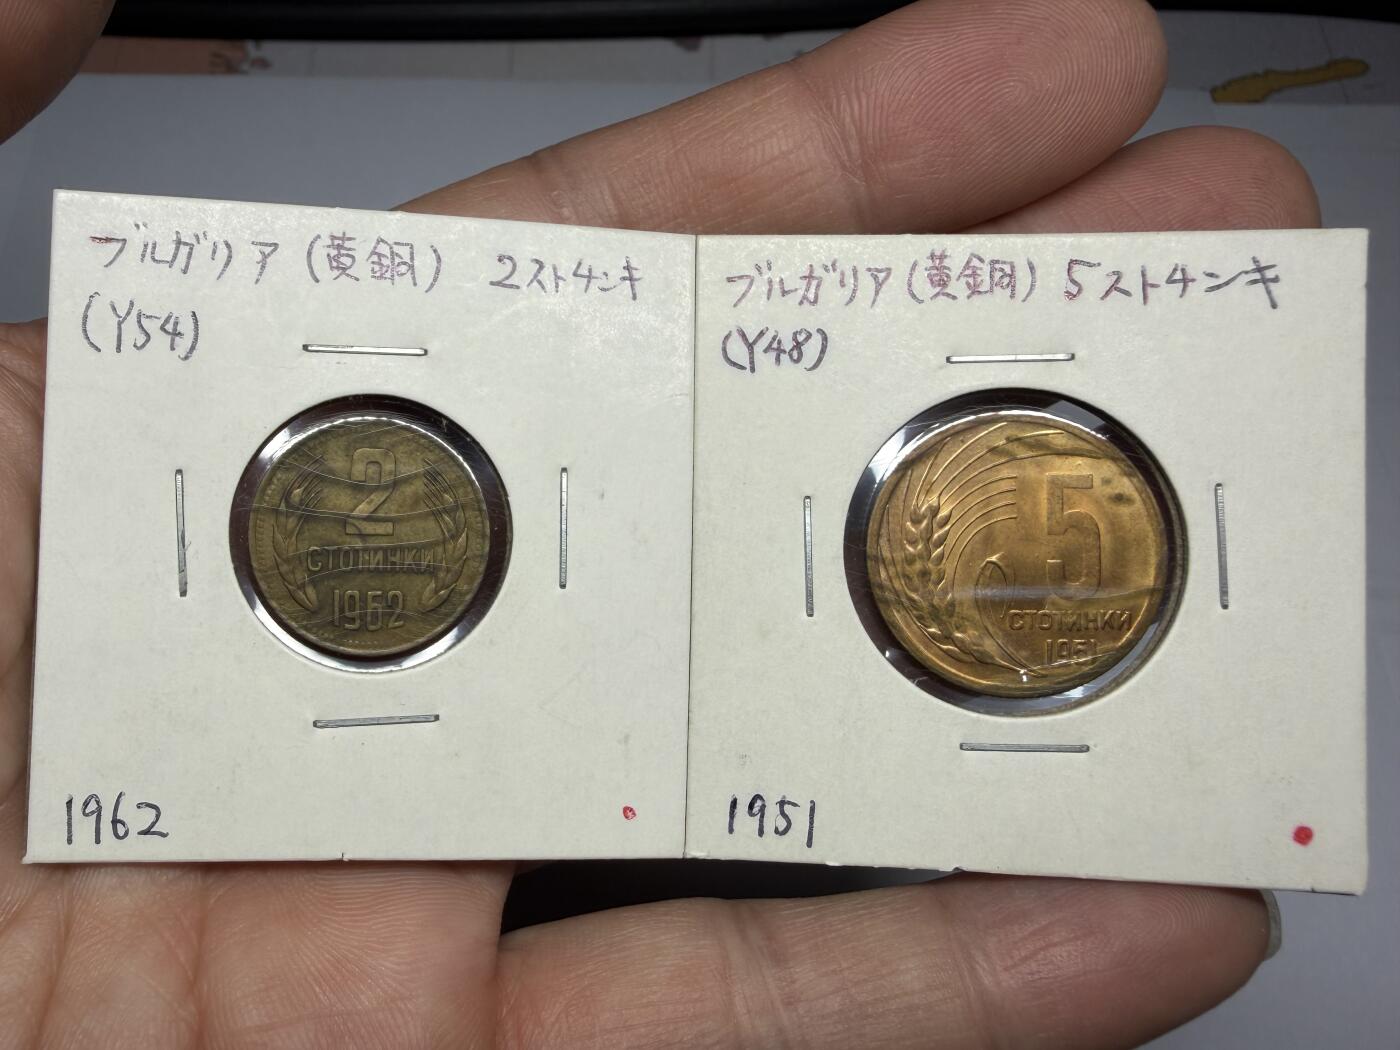 ブルガリア (黄銅) 2ストチンキ
(Y54)
2
СТОТИНКИ
1962
1962
ブルガリア (黄銅) 5ストチンキ
(Y48)
5
СТОТИНКИ
1951
1951